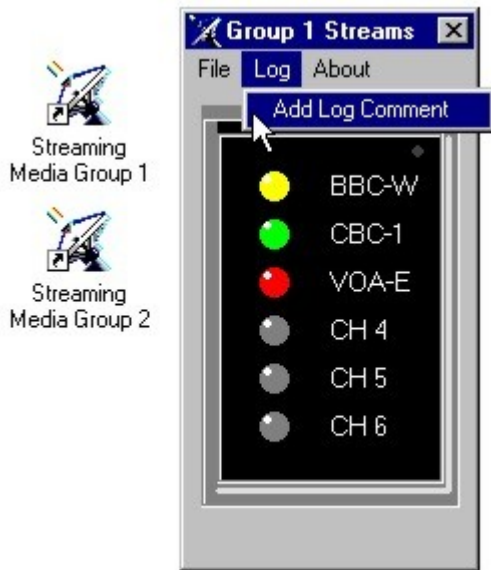 Streaming
Media Group 1
Streaming
Media Group 2
Group 1 Streams
File Log About
Add Log Comment
BBC-W
CBC-1
VOA-E
CH 4
CH 5
CH 6